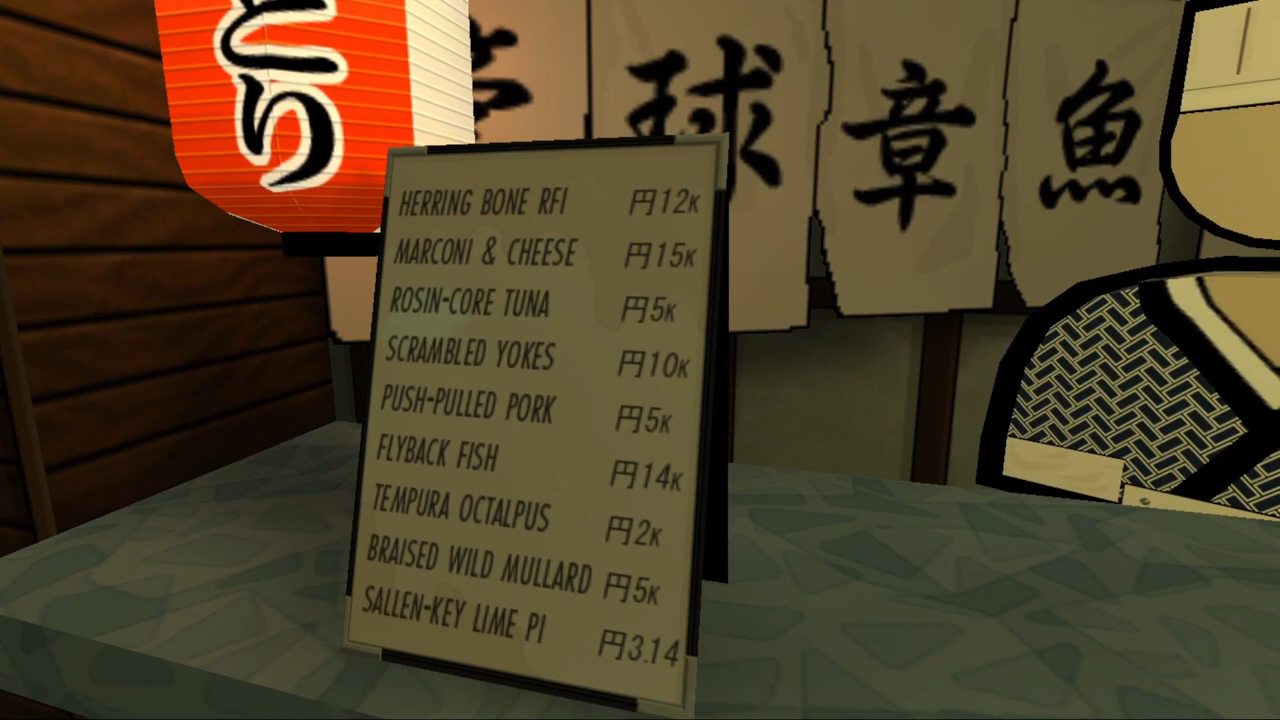 とり
球
章
魚
HERRING BONE RFI 円12K
MARCONI & CHEESE 円15K
ROSIN-CORE TUNA 円5K
SCRAMBLED YOKES 円10K
PUSH-PULLED PORK 円5K
FLYBACK FISH 円14K
TEMPURA OCTALPUS 円2K
BRAISED WILD MULLARD 円5K
SALLEN-KEY LIME PI 円3.14